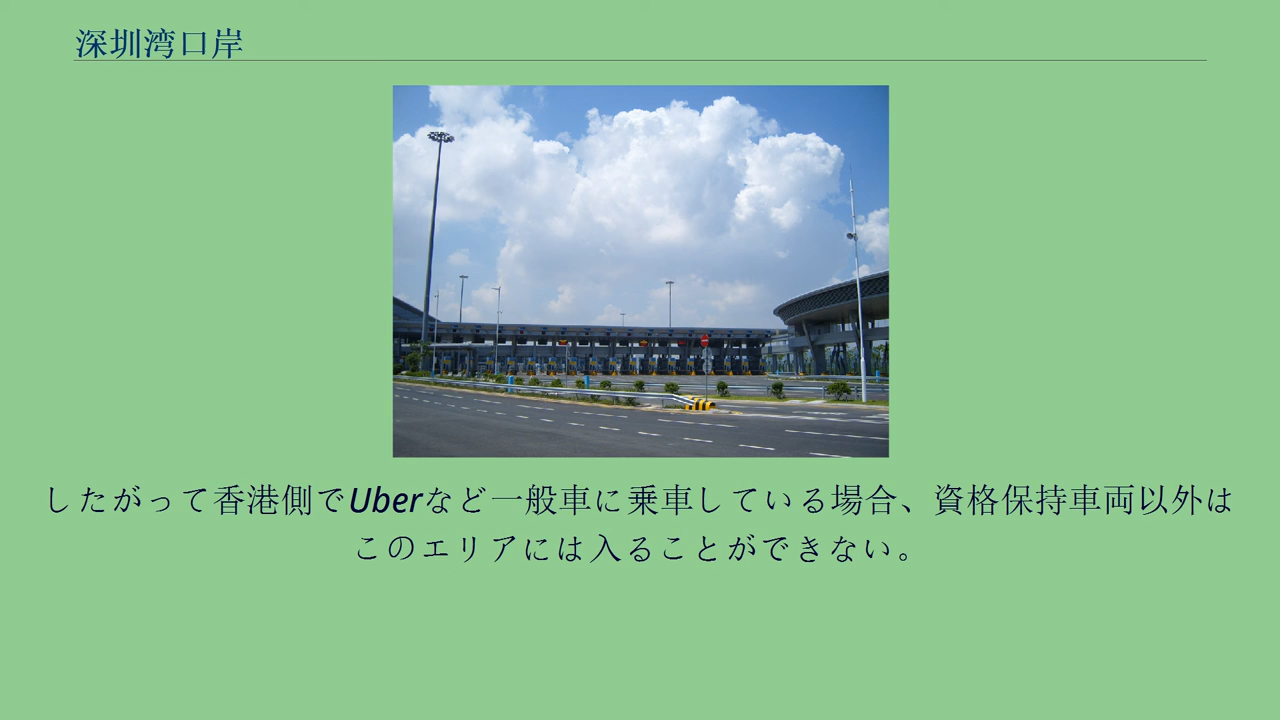 深圳湾口岸
したがって香港側でUberなど一般車に乗車している場合、資格保持車両以外は
このエリアには入ることができない。